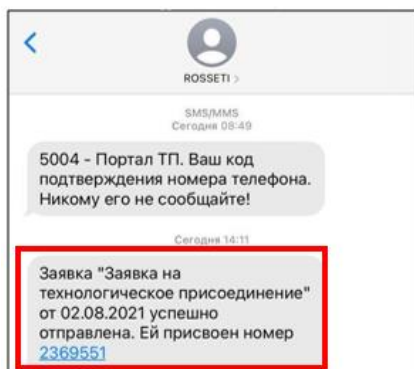 ROSSETI >
SMS/MMS
Сегодня 08:49
5004 - Портал ТП. Ваш код
подтверждения номера телефона.
Никому его не сообщайте!
Сегодня 14:11
Заявка "Заявка на
технологическое присоединение"
от 02.08.2021 успешно
отправлена. Ей присвоен номер
2369551